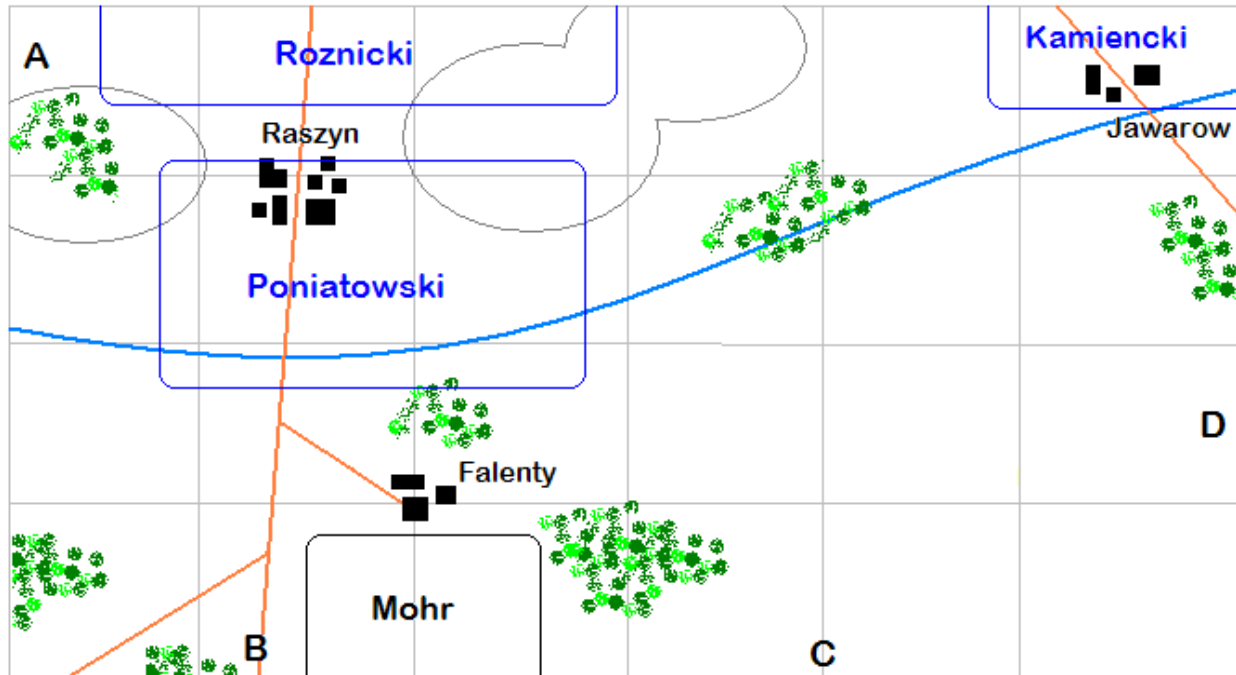 A
Roznicki
Kamiencki
Raszyn
Jawarow
Poniatowski
D
Falenty
Mohr
B
C